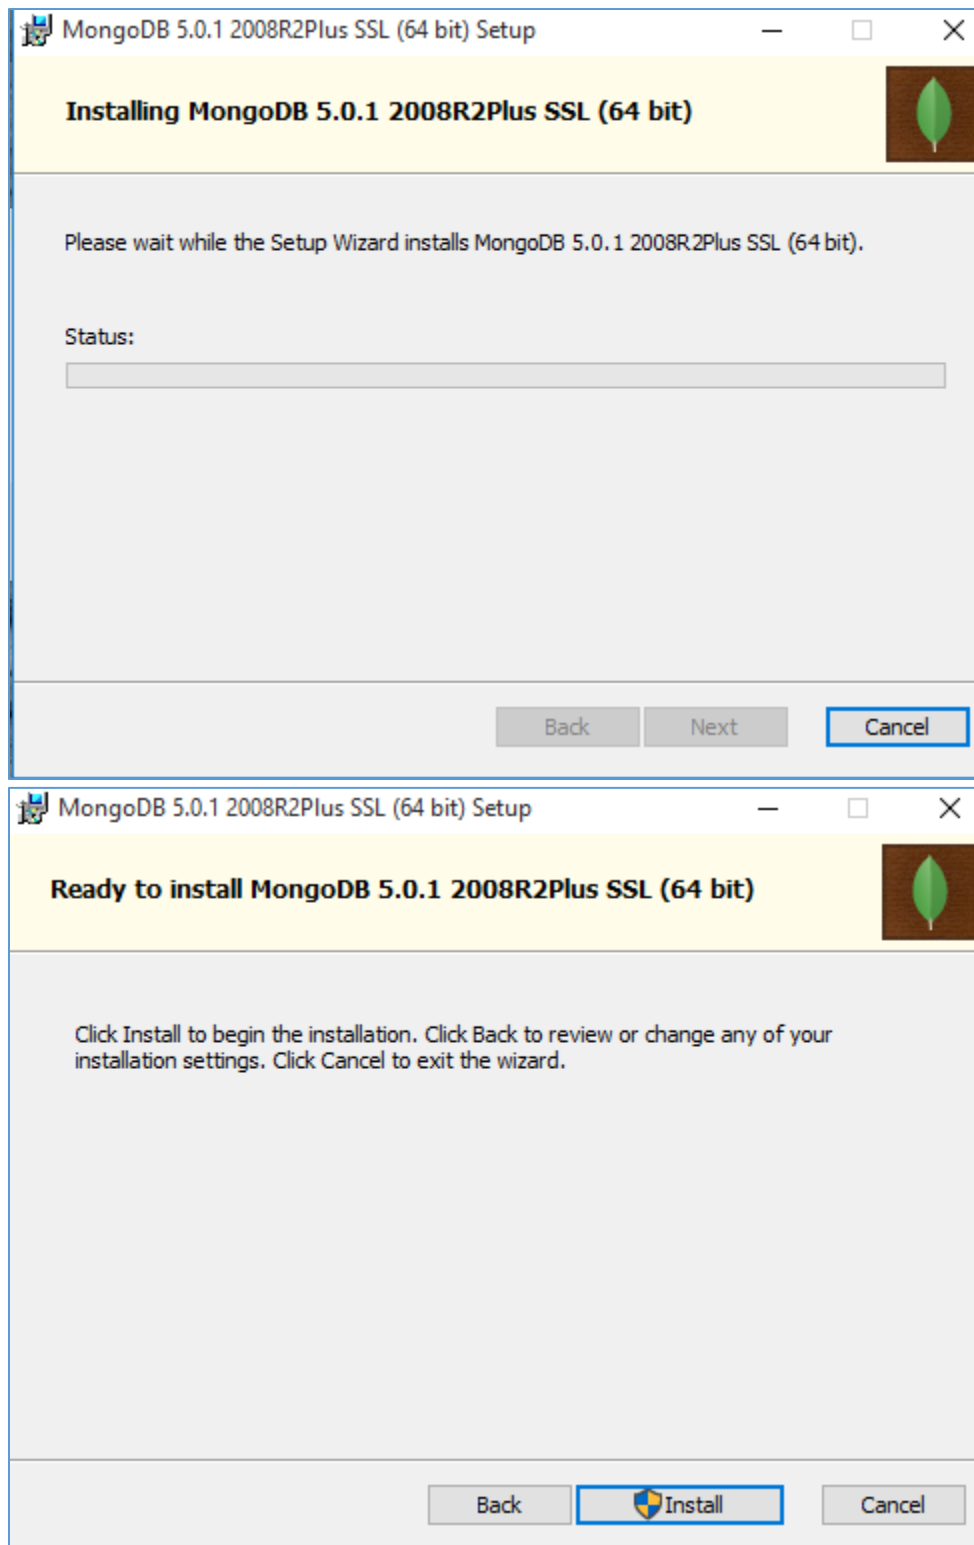 MongoDB 5.0.1 2008R2Plus SSL (64 bit) Setup
Installing MongoDB 5.0.1 2008R2Plus SSL (64 bit)
Please wait while the Setup Wizard installs MongoDB 5.0.1 2008R2Plus SSL (64 bit).
Status:
Back Next Cancel
MongoDB 5.0.1 2008R2Plus SSL (64 bit) Setup
Ready to install MongoDB 5.0.1 2008R2Plus SSL (64 bit)
Click Install to begin the installation. Click Back to review or change any of your
installation settings. Click Cancel to exit the wizard.
Back Install Cancel